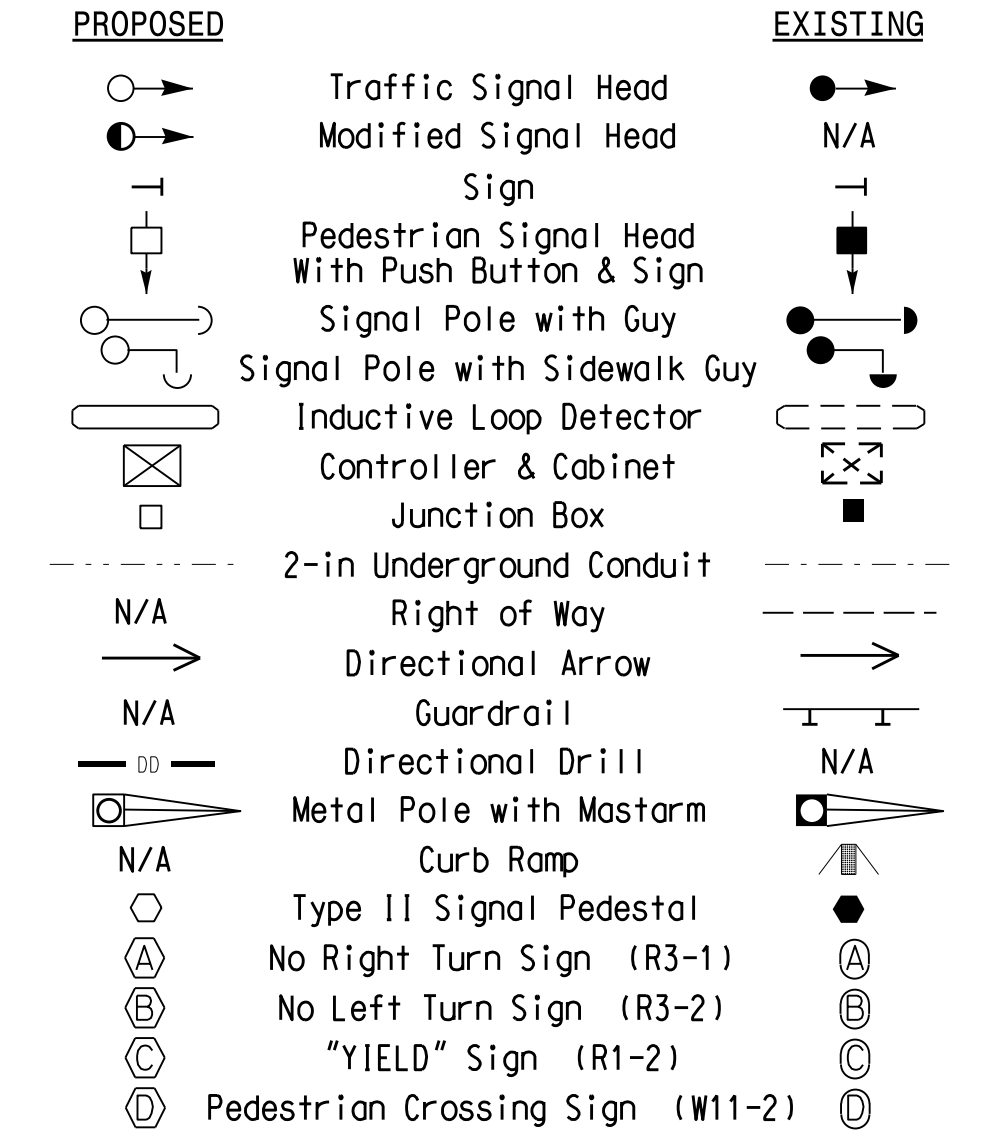 PROPOSED EXISTING
Traffic Signal Head
Modified Signal Head N/A
Sign
Pedestrian Signal Head
With Push Button & Sign
Signal Pole with Guy
Signal Pole with Sidewalk Guy
Inductive Loop Detector
Controller & Cabinet
Junction Box
2-in Underground Conduit
N/A Right of Way
Directional Arrow
N/A Guardrail
DD Directional Drill N/A
Metal Pole with Mastarm
N/A Curb Ramp
Type II Signal Pedestal
A No Right Turn Sign (R3-1) A
B No Left Turn Sign (R3-2) B
C "YIELD" Sign (R1-2) C
D Pedestrian Crossing Sign (W11-2) D